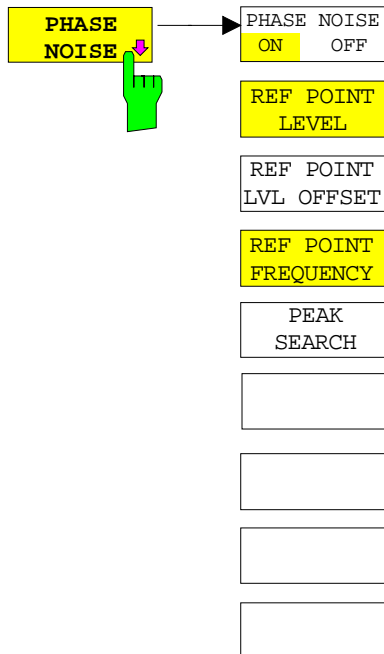 PHASE
NOISE
PHASE NOISE
ON OFF
REF POINT
LEVEL
REF POINT
LVL OFFSET
REF POINT
FREQUENCY
PEAK
SEARCH